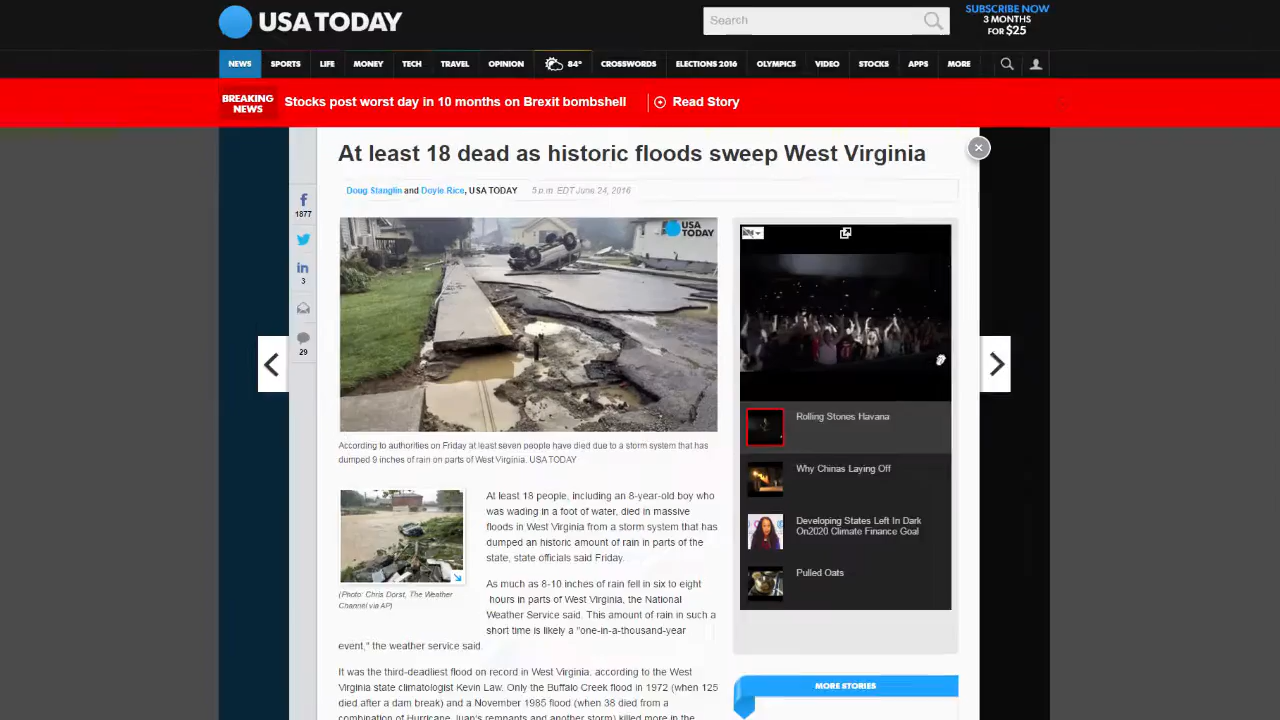 USA TODAY
Search
SUBSCRIBE NOW
3 MONTHS
FOR $25
NEWS SPORTS LIFE MONEY TECH TRAVEL OPINION 84° CROSSWORDS ELECTIONS 2016 OLYMPICS VIDEO STOCKS APPS MORE
BREAKING
NEWS
Stocks post worst day in 10 months on Brexit bombshell
Read Story
At least 18 dead as historic floods sweep West Virginia
Doug Stanglin and Doyle Rice, USA TODAY 5 p.m. EDT June 24, 2016
1877
3
29
USA
TODAY
According to authorities on Friday at least seven people have died due to a storm system that has
dumped 9 inches of rain on parts of West Virginia. USA TODAY
(Photo: Chris Dorst, The Weather
Channel via AP)
At least 18 people, including an 8-year-old boy who
was wading in a foot of water, died in massive
floods in West Virginia from a storm system that has
dumped an historic amount of rain in parts of the
state, state officials said Friday.
As much as 8-10 inches of rain fell in six to eight
hours in parts of West Virginia, the National
Weather Service said. This amount of rain in such a
short time is likely a "one-in-a-thousand-year
event," the weather service said.
It was the third-deadliest flood on record in West Virginia, according to the West
Virginia state climatologist Kevin Law. Only the Buffalo Creek flood in 1972 (when 125
died after a dam break) and a November 1985 flood (when 38 died from a
combination of Hurricane Juan's remnants and another storm) killed more in the
Rolling Stones Havana
Why Chinas Laying Off
Developing States Left In Dark
On2020 Climate Finance Goal
Pulled Oats
MORE STORIES